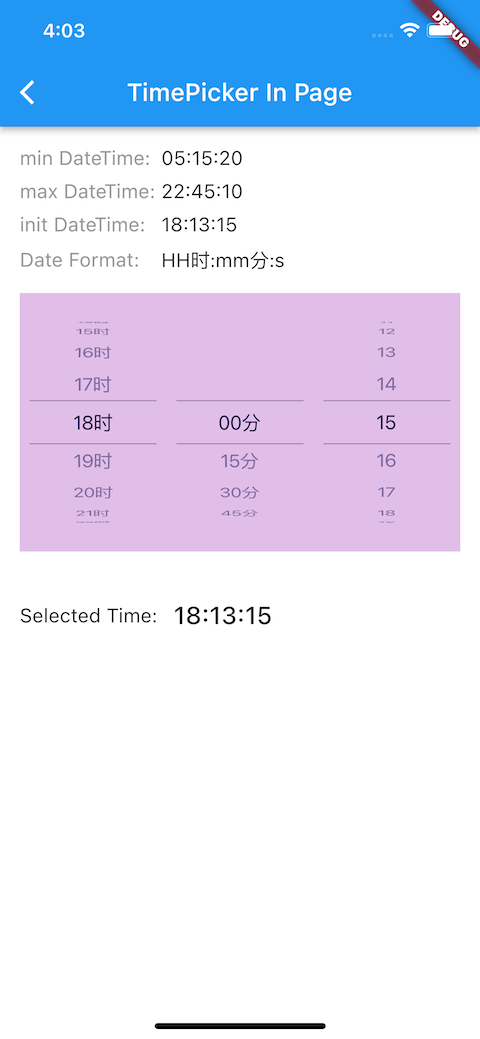 4:03
DEBUG
TimePicker In Page
min DateTime: 05:15:20
max DateTime: 22:45:10
init DateTime: 18:13:15
Date Format: HH时:mm分:s
15时 12
16时 13
17时 14
18时 00分 15
19时 15分 16
20时 30分 17
21时 45分 18
Selected Time: 18:13:15